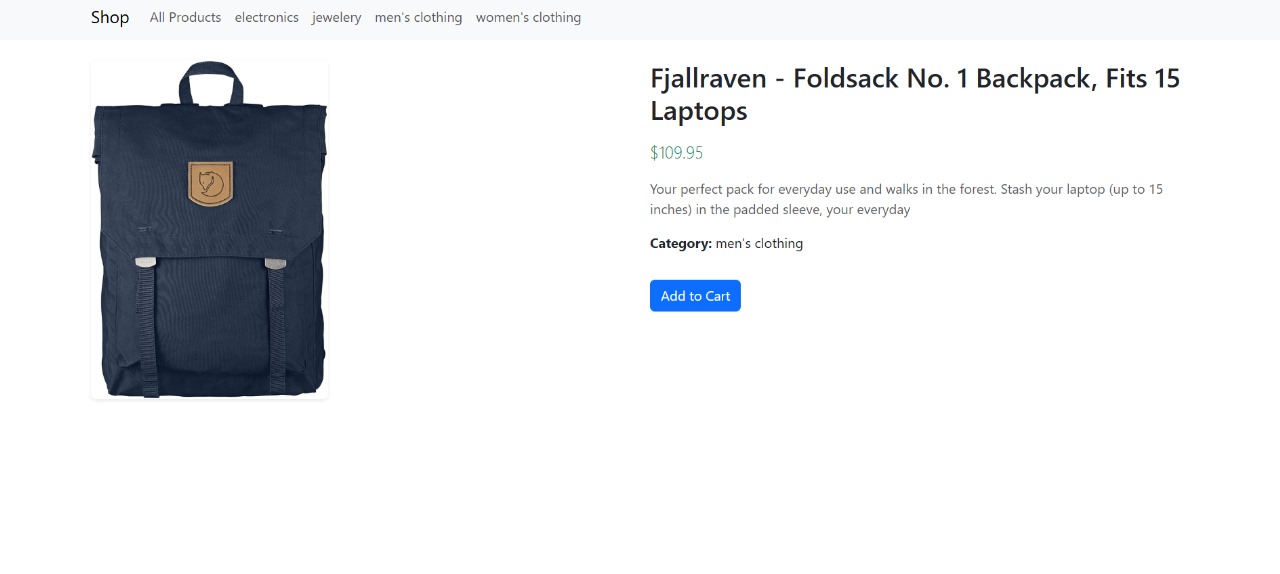 Shop All Products electronics jewelery men's clothing women's clothing
Fjallraven - Foldsack No. 1 Backpack, Fits 15
Laptops
$109.95
Your perfect pack for everyday use and walks in the forest. Stash your laptop (up to 15
inches) in the padded sleeve, your everyday
Category: men's clothing
Add to Cart